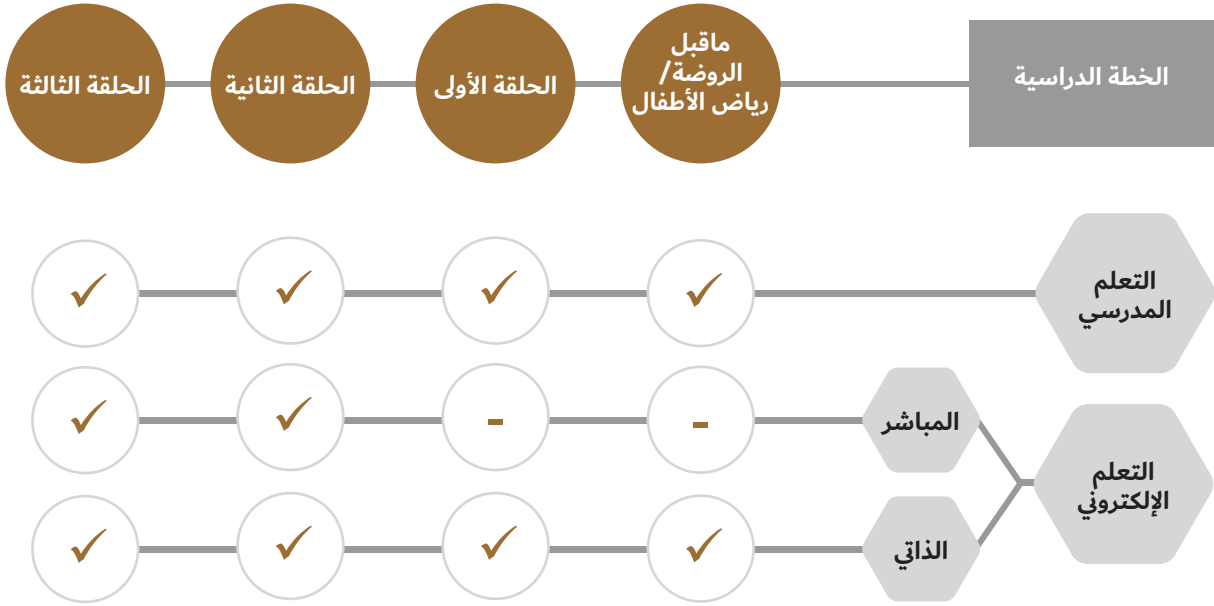 الخطة الدراسية
ماقبل
الروضة/
رياض الأطفال
الحلقة الأولى
الحلقة الثانية
الحلقة الثالثة
التعلم
المدرسي
✓
✓
✓
✓
التعلم
الإلكتروني
المباشر
-
-
✓
✓
الذاتي
✓
✓
✓
✓